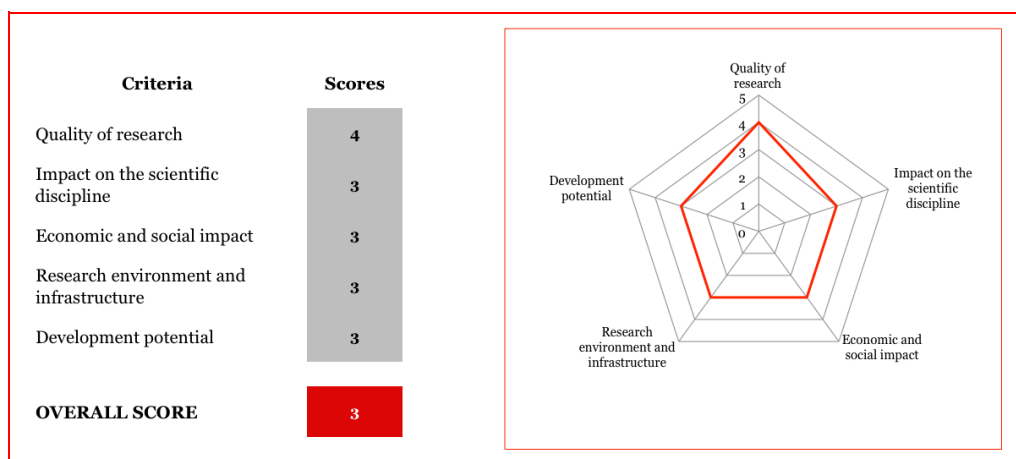 Criteria Scores
Quality of research 4
Impact on the scientific
discipline
3
Economic and social impact 3
Research environment and
infrastructure
3
Development potential 3
OVERALL SCORE 3
Quality of
research
5
4
3
2
1
0
Impact on the
scientific
discipline
Economic and
social impact
Research
environment and
infrastructure
Development
potential